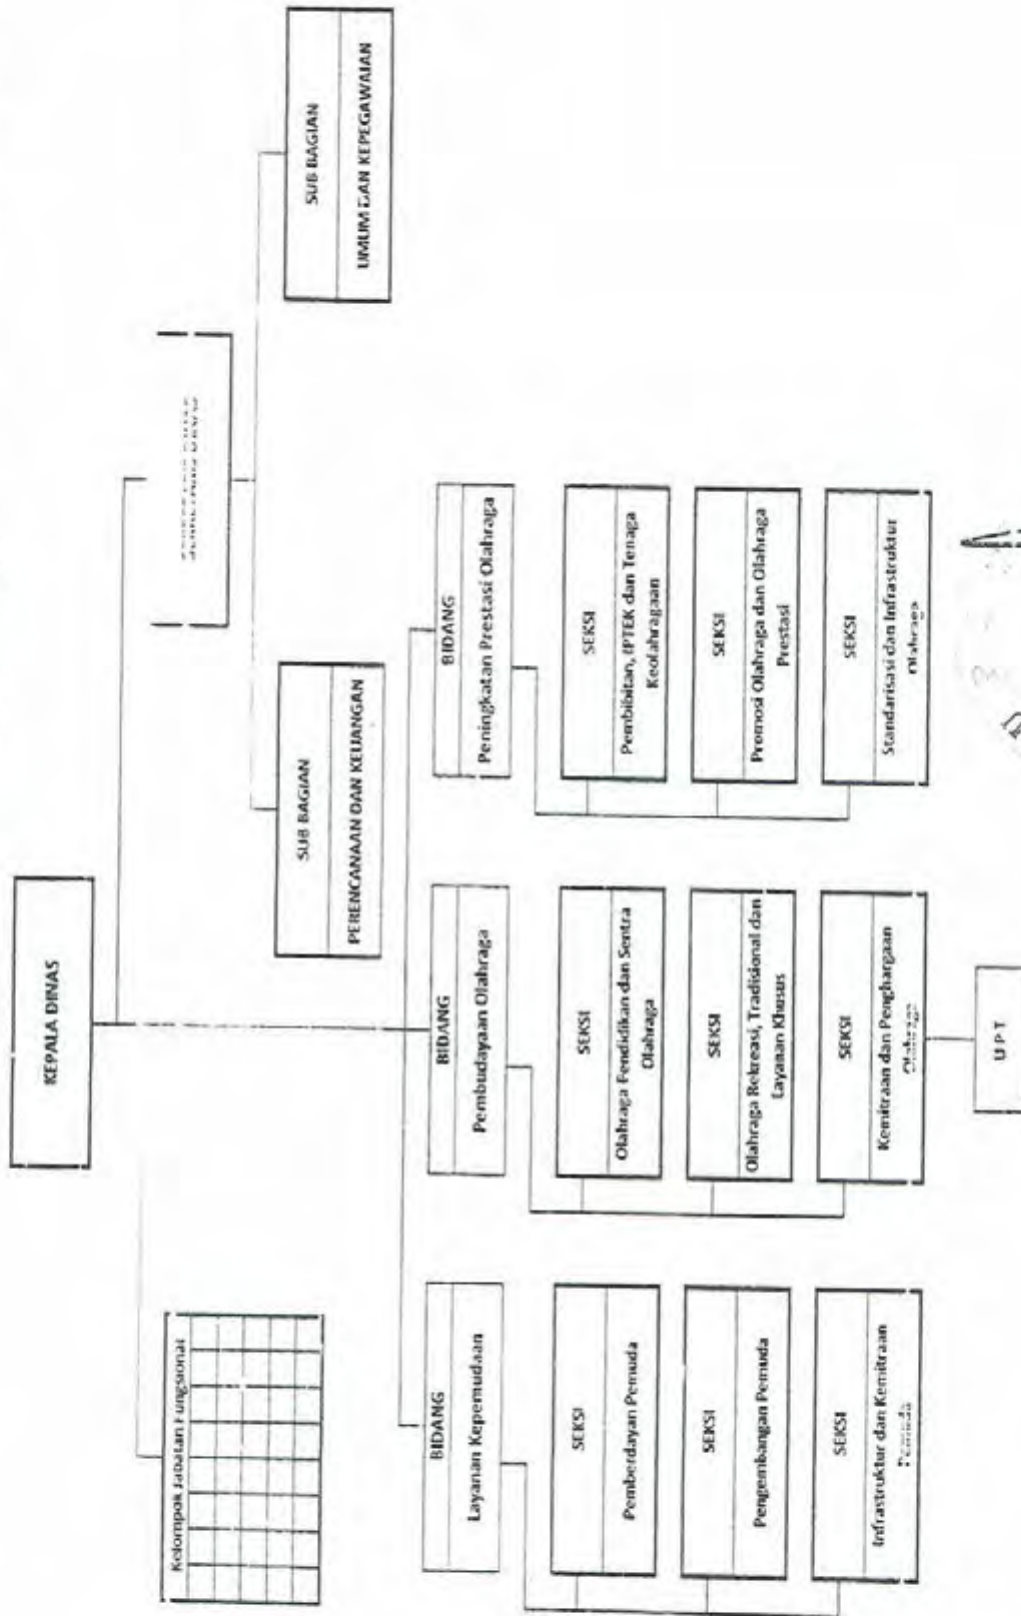 KEPALA DINAS
Kelompok Jabatan Fungsional
SUB BAGIAN
PERENCANAAN DAN KEUANGAN
SUB BAGIAN
UMUM DAN KEPEGAWAIAN
BIDANG
Layanan Kepemudaan
SEKSI
Pemberdayan Pemuda
SEKSI
Pengembangan Pemuda
SEKSI
Infrastruktur dan Kemitraan
BIDANG
Pembudayaan Olahraga
SEKSI
Olahraga Pendidikan dan Sentra
Olahraga
SEKSI
Olahraga Rekreasi, Tradisional dan
Layanan Khusus
SEKSI
Kemitraan dan Penghargaan
Olahraga
BIDANG
Peningkatan Prestasi Olahraga
SEKSI
Pembibitan, IPTEK dan Tenaga
Keolahragaan
SEKSI
Promosi Olahraga dan Olahraga
Prestasi
SEKSI
Standarisasi dan Infrastruktur
Olahraga
U P T